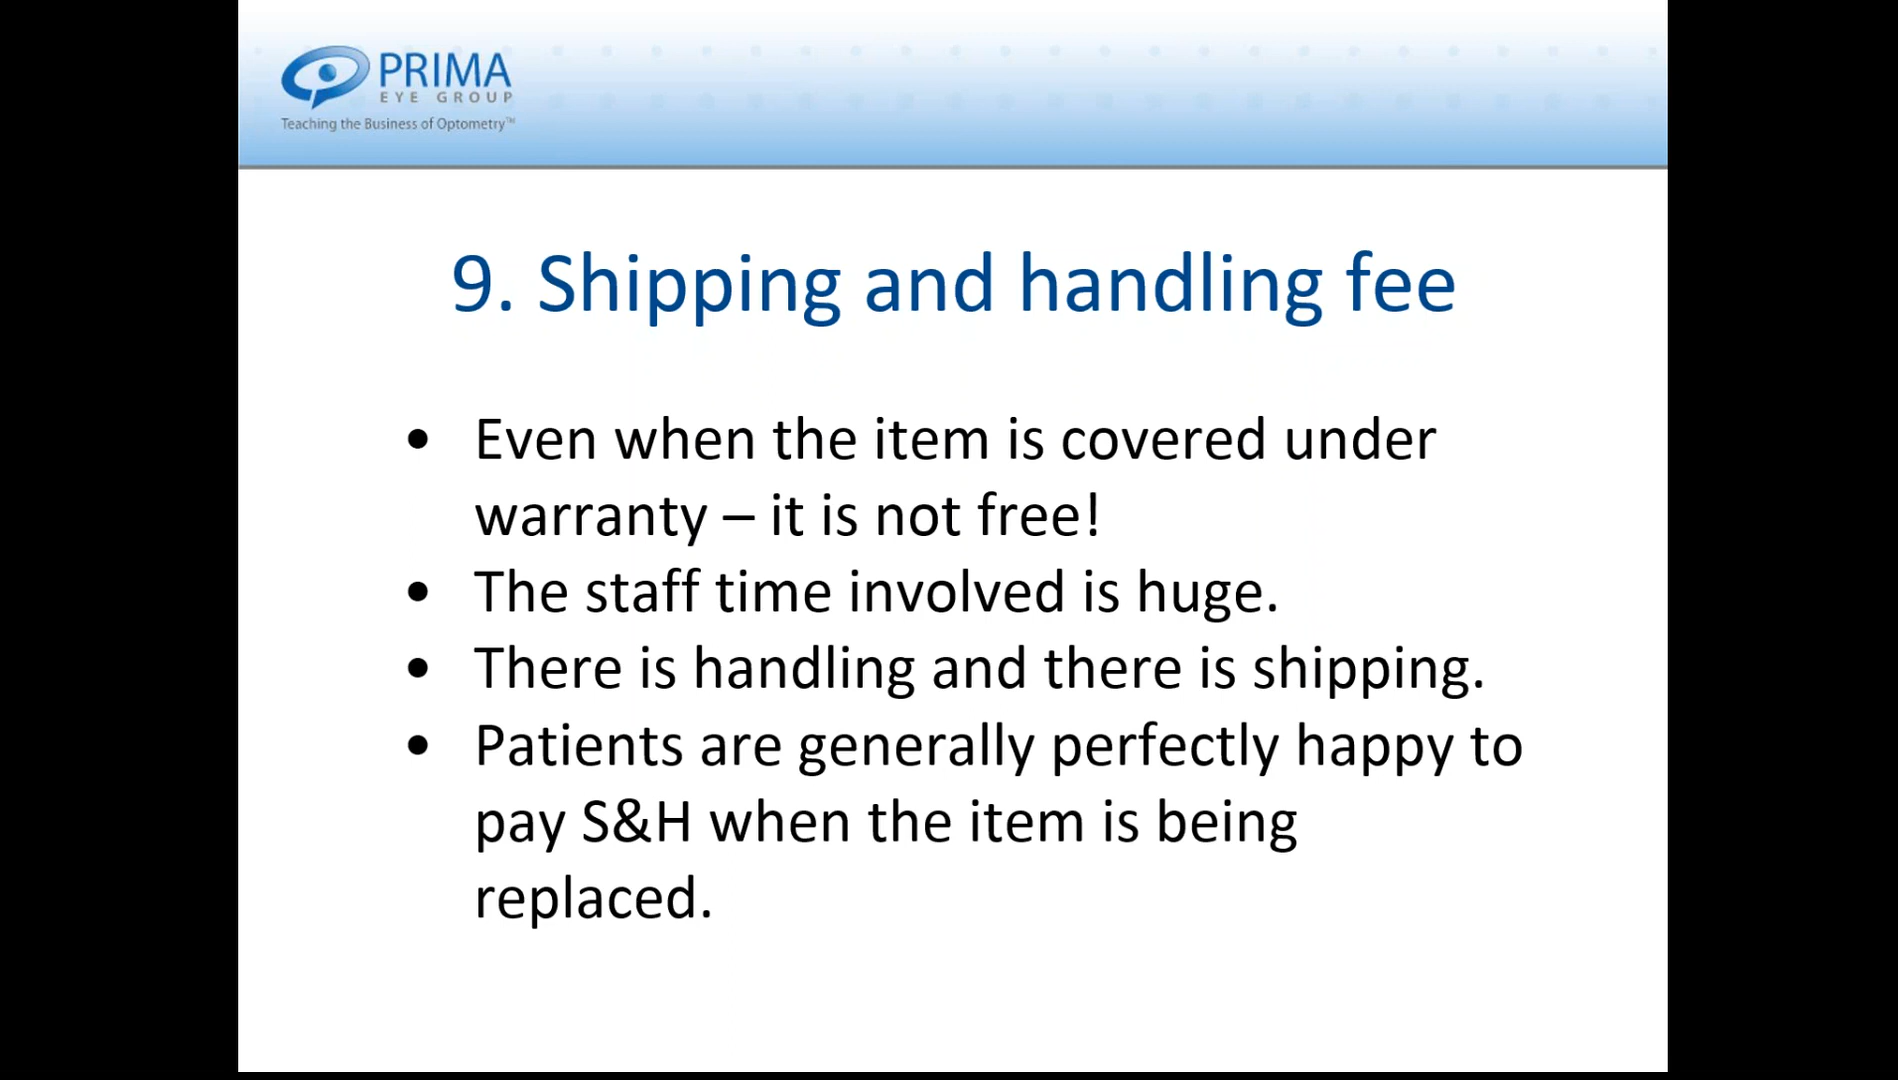 PRIMA
EYE GROUP
Teaching the Business of Optometry™
9. Shipping and handling fee
• Even when the item is covered under
warranty – it is not free!
• The staff time involved is huge.
• There is handling and there is shipping.
• Patients are generally perfectly happy to
pay S&H when the item is being
replaced.